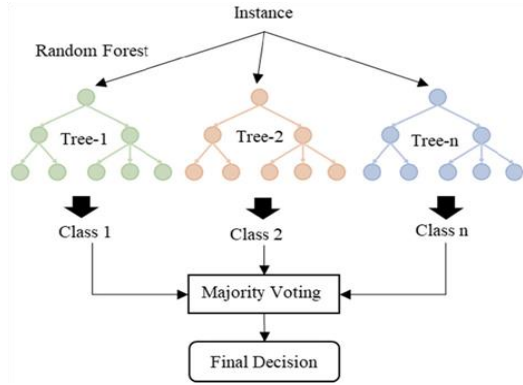 Instance
Random Forest
Tree-1
Tree-2
Tree-n
Class 1
Class 2
Class n
Majority Voting
Final Decision